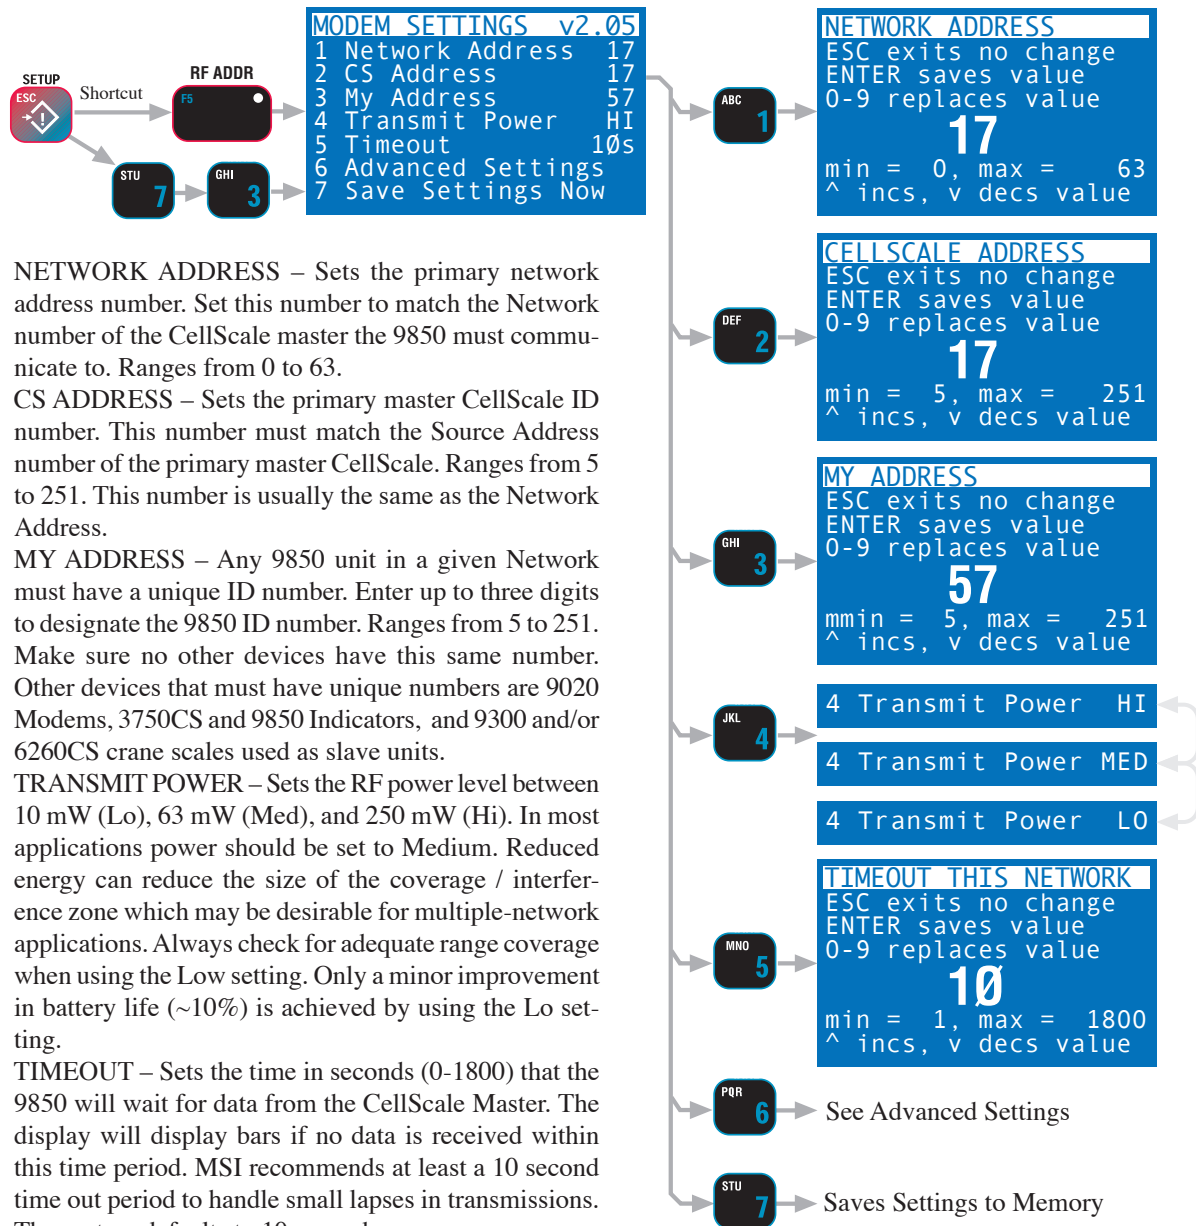 SETUP
ESC
Shortcut
RF ADDR
F5
STU
7
GHI
3
MODEM SETTINGS v2.05
1 Network Address 17
2 CS Address 17
3 My Address 57
4 Transmit Power HI
5 Timeout 10s
6 Advanced Settings
7 Save Settings Now
NETWORK ADDRESS – Sets the primary network
address number. Set this number to match the Network
number of the CellScale master the 9850 must commu-
nicate to. Ranges from 0 to 63.
CS ADDRESS – Sets the primary master CellScale ID
number. This number must match the Source Address
number of the primary master CellScale. Ranges from 5
to 251. This number is usually the same as the Network
Address.
MY ADDRESS – Any 9850 unit in a given Network
must have a unique ID number. Enter up to three digits
to designate the 9850 ID number. Ranges from 5 to 251.
Make sure no other devices have this same number.
Other devices that must have unique numbers are 9020
Modems, 3750CS and 9850 Indicators, and 9300 and/or
6260CS crane scales used as slave units.
TRANSMIT POWER – Sets the RF power level between
10 mW (Lo), 63 mW (Med), and 250 mW (Hi). In most
applications power should be set to Medium. Reduced
energy can reduce the size of the coverage / interfer-
ence zone which may be desirable for multiple-network
applications. Always check for adequate range coverage
when using the Low setting. Only a minor improvement
in battery life (~10%) is achieved by using the Lo set-
ting.
TIMEOUT – Sets the time in seconds (0-1800) that the
9850 will wait for data from the CellScale Master. The
display will display bars if no data is received within
this time period. MSI recommends at least a 10 second
time out period to handle small lapses in transmissions.
ABC
1
NETWORK ADDRESS
ESC exits no change
ENTER saves value
0-9 replaces value
17
min = 0, max = 63
^ incs, v decs value
DEF
2
CELLSCALE ADDRESS
ESC exits no change
ENTER saves value
0-9 replaces value
17
min = 5, max = 251
^ incs, v decs value
GHI
3
MY ADDRESS
ESC exits no change
ENTER saves value
0-9 replaces value
57
mmin = 5, max = 251
^ incs, v decs value
JKL
4
4 Transmit Power HI
4 Transmit Power MED
4 Transmit Power LO
MNO
5
TIMEOUT THIS NETWORK
ESC exits no change
ENTER saves value
0-9 replaces value
10
min = 1, max = 1800
^ incs, v decs value
PQR
6
See Advanced Settings
STU
7
Saves Settings to Memory